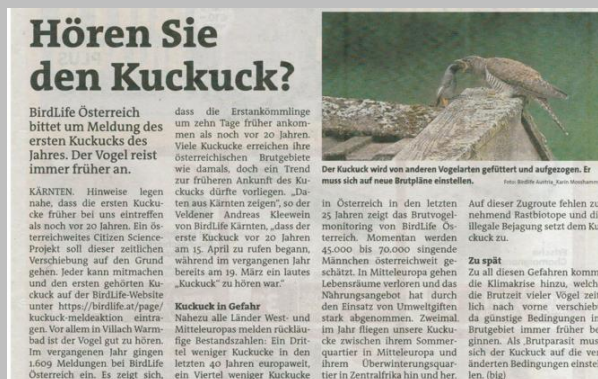 Hören Sie
den Kuckuck?
BirdLife Österreich
bittet um Meldung des
ersten Kuckucks des
Jahres. Der Vogel reist
immer früher an.
KÄRNTEN. Hinweise legen
nahe, dass die ersten Kucku-
cke früher bei uns eintreffen
als noch vor 20 Jahren. Ein ös-
terreichweites Citizen Science-
Projekt soll dieser zeitlichen
Verschiebung auf den Grund
gehen. Jeder kann mitmachen
und den ersten gehörten Ku-
ckuck auf der BirdLife-Website
unter https://birdlife.at/page/
kuckuck-meldeaktion eintra-
gen. Vor allem in Villach Warm-
bad ist der Vogel gut zu hören.
Im vergangenen Jahr gingen
1.609 Meldungen bei BirdLife
Österreich ein. Es zeigt sich,
dass die Erstankömmlinge
um zehn Tage früher ankom-
men als noch vor 20 Jahren.
Viele Kuckucke erreichen ihre
österreichischen Brutgebiete
wie damals, doch ein Trend
zur früheren Ankunft des Ku-
ckucks dürfte vorliegen. „Da-
ten aus Kärnten zeigen“, so der
Veldener Andreas Kleewein
von BirdLife Kärnten, „dass der
erste Kuckuck vor 20 Jahren
am 15. April zu rufen begann,
während im vergangenen Jahr
bereits am 19. März ein lautes
„Kuckuck“ zu hören war.“
Kuckuck in Gefahr
Nahezu alle Länder West- und
Mitteleuropas melden rückläu-
fige Bestandszahlen: Ein Drit-
tel weniger Kuckucke in den
letzten 40 Jahren europaweit,
ein Viertel weniger Kuckucke
Der Kuckuck wird von anderen Vogelarten gefüttert und aufgezogen. Er
muss sich auf neue Brutpläne einstellen.
Foto: Birdlife Austria_Karin
in Österreich in den letzten
25 Jahren zeigt das Brutvogel-
monitoring von BirdLife Ös-
terreich. Momentan werden
45.000 bis 70.000 singende
Männchen österreichweit ge-
schätzt. In Mitteleuropa gehen
Lebensräume verloren und das
Nahrungsangebot hat durch
den Einsatz von Umweltgiften
stark abgenommen. Zweimal
im Jahr fliegen unsere Kucku-
cke zwischen ihrem Sommer-
quartier in Mitteleuropa und
ihrem Überwinterungsquar-
tier in Zentralafrika hin und her.
Auf dieser Zugroute fehlen zu
nehmend Rastbiotope und di
illegale Bejagung setzt dem Ku
ckuck zu.
Zu spät
Zu all diesen Gefahren komm
die Klimakrise hinzu, welch
die Brutzeit vieler Vögel zeit
lich nach vorne verschieb
da günstige Bedingungen i
Brutgebiet immer früher be
ginnen. Als ‚Brutparasit mus
sich der Kuckuck auf die ver
änderten Bedingungen einste
len. (big)